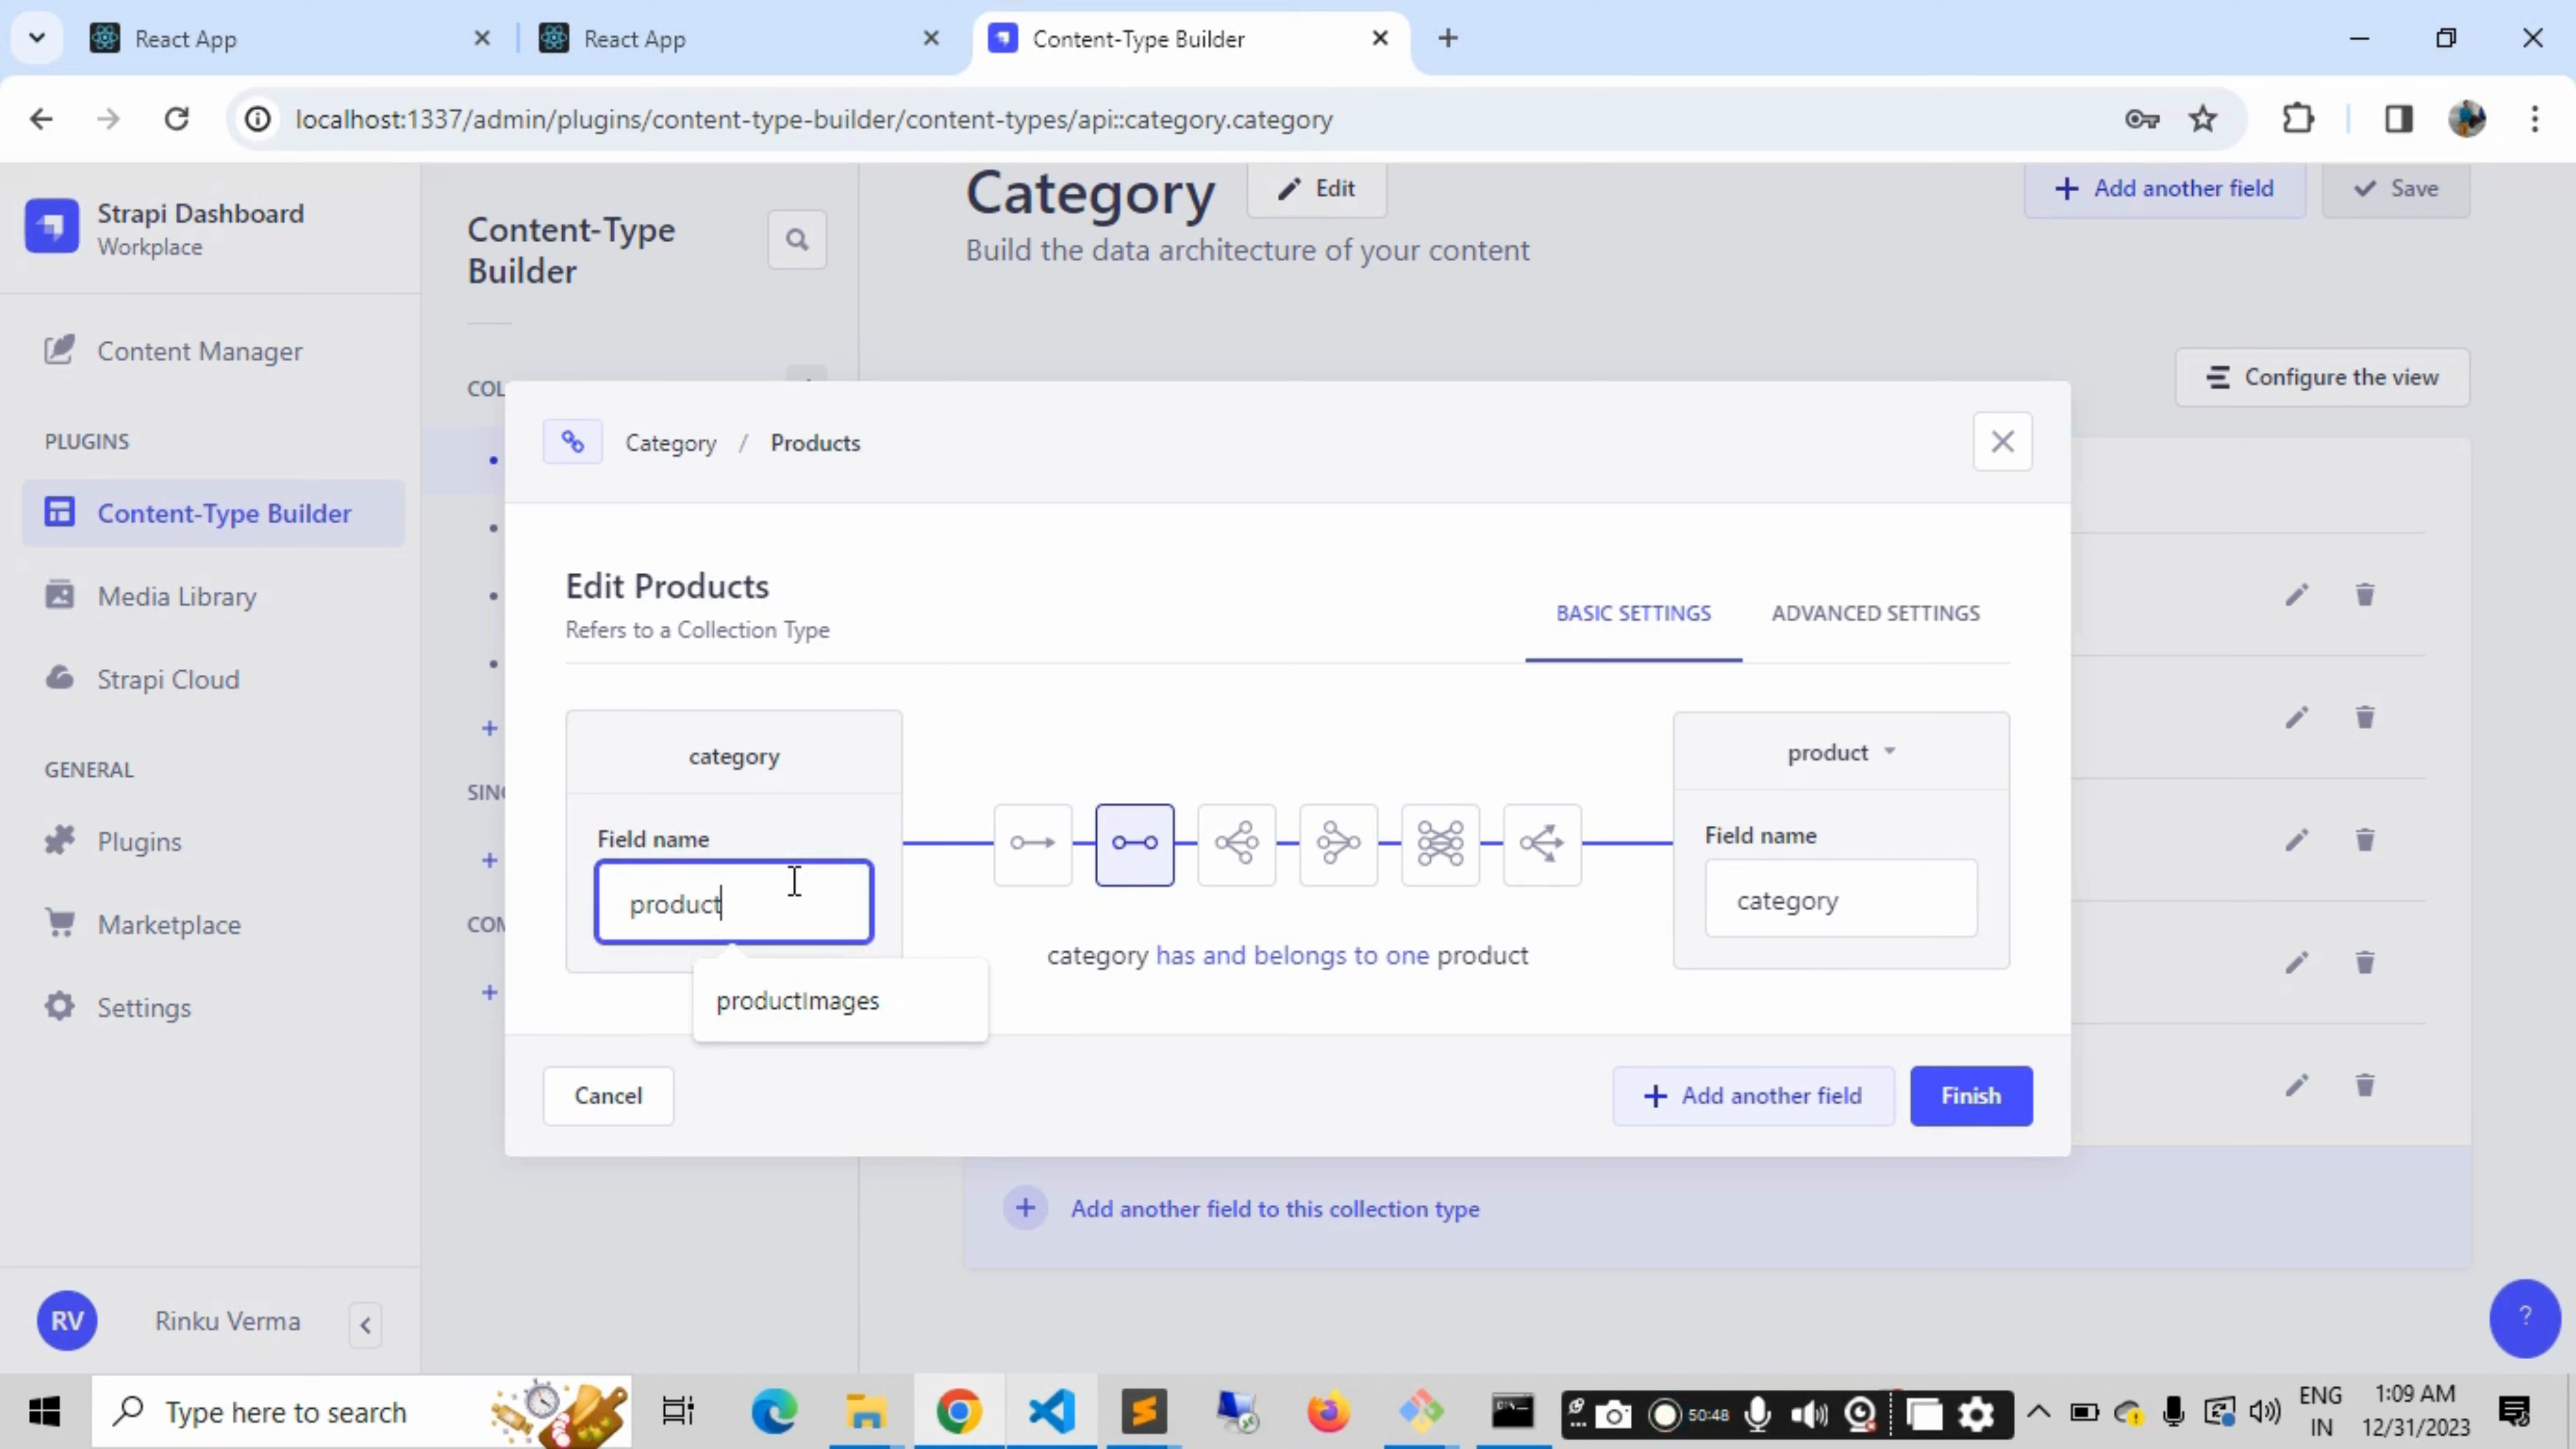 React App
React App
Content-Type Builder
localhost:1337/admin/plugins/content-type-builder/content-types/api::category.category
Strapi Dashboard
Workplace
Content Manager
PLUGINS
Content-Type Builder
Media Library
Strapi Cloud
GENERAL
Plugins
Marketplace
Settings
RV
Rinku Verma
Content-Type
Builder
COL
SING
COM
Category
Edit
Add another field
Save
Build the data architecture of your content
Configure the view
Category / Products
Edit Products
Refers to a Collection Type
BASIC SETTINGS
ADVANCED SETTINGS
category
Field name
product
productImages
category has and belongs to one product
product
Field name
category
Cancel
Add another field
Finish
Add another field to this collection type
?
Type here to search
50:48
ENG
IN
1:09 AM
12/31/2023